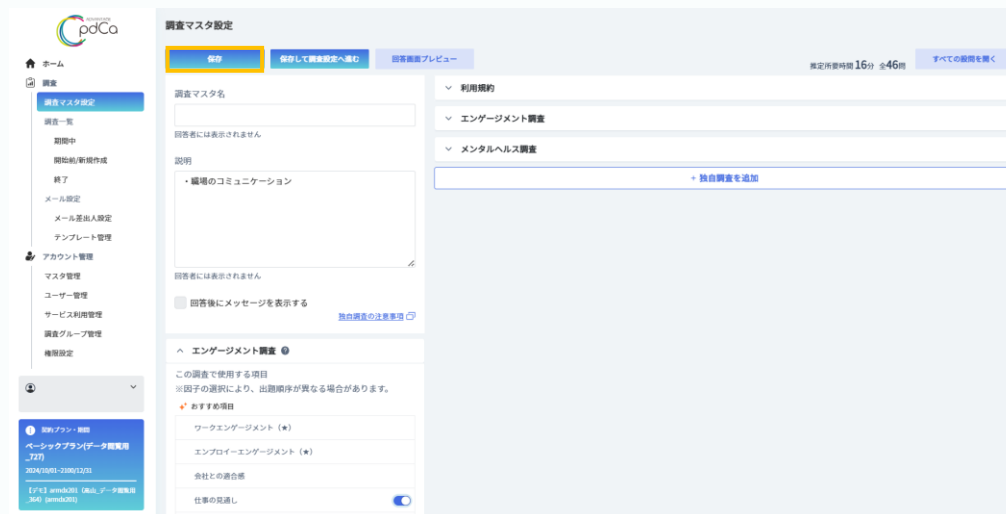 pdCa
ホーム
調査
調査マスタ設定
調査一覧
期間中
開始前/新規作成
終了
メール設定
メール差出人設定
テンプレート管理
アカウント管理
マスタ管理
ユーザー管理
サービス利用管理
調査グループ管理
権限設定
契約プラン・期間
ベーシックプラン(データ閲覧用
_727)
2024/10/01~2100/12/31
調査マスタ設定
保存
保存して調査設定へ進む
回答画面プレビュー
推定所要時間 16分 全46問
すべての設問を開く
調査マスタ名
回答者には表示されません
説明
・職場のコミュニケーション
回答者には表示されません
回答後にメッセージを表示する
独自調査の注意事項
エンゲージメント調査
この調査で使用する項目
※因子の選択により、出題順序が異なる場合があります。
おすすめ項目
ワークエンゲージメント（★）
エンプロイーエンゲージメント（★）
会社との適合感
仕事の見通し
利用規約
エンゲージメント調査
メンタルヘルス調査
+ 独自調査を追加